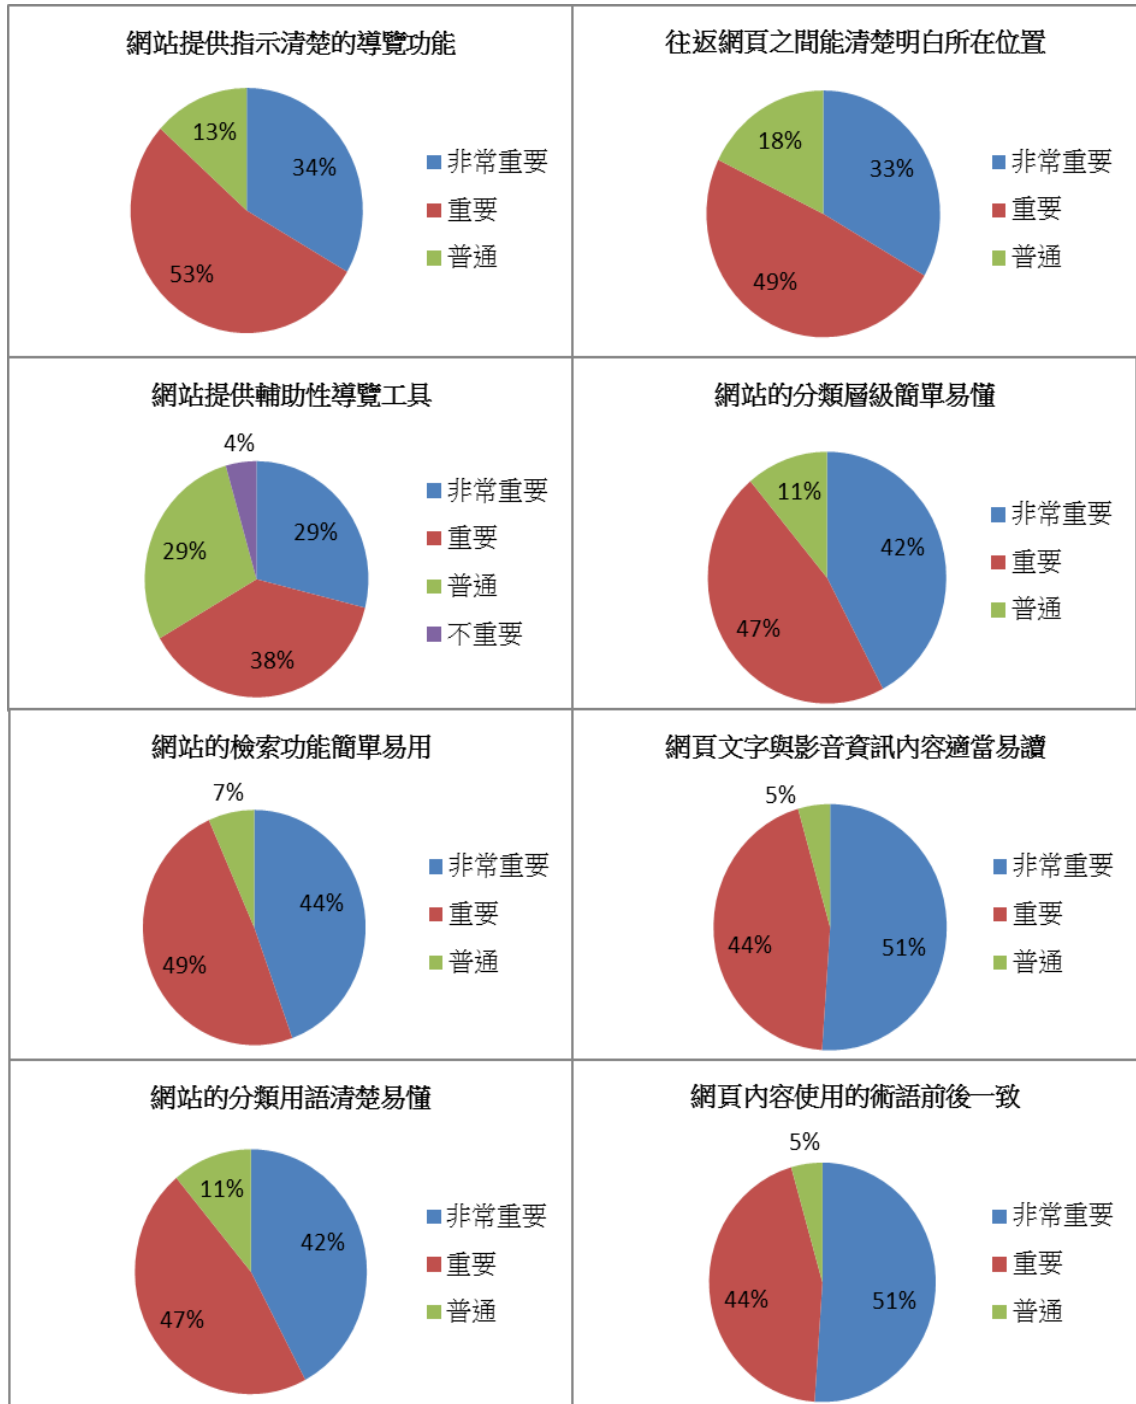 網站提供指示清楚的導覽功能
13%
34%
53%
非常重要
重要
普通
往返網頁之間能清楚明白所在位置
18%
33%
49%
非常重要
重要
普通
網站提供輔助性導覽工具
4%
29%
29%
38%
非常重要
重要
普通
不重要
網站的分類層級簡單易懂
11%
42%
47%
非常重要
重要
普通
網站的檢索功能簡單易用
7%
44%
49%
非常重要
重要
普通
網頁文字與影音資訊內容適當易讀
5%
44%
51%
非常重要
重要
普通
網站的分類用語清楚易懂
11%
42%
47%
非常重要
重要
普通
網頁內容使用的術語前後一致
5%
44%
51%
非常重要
重要
普通